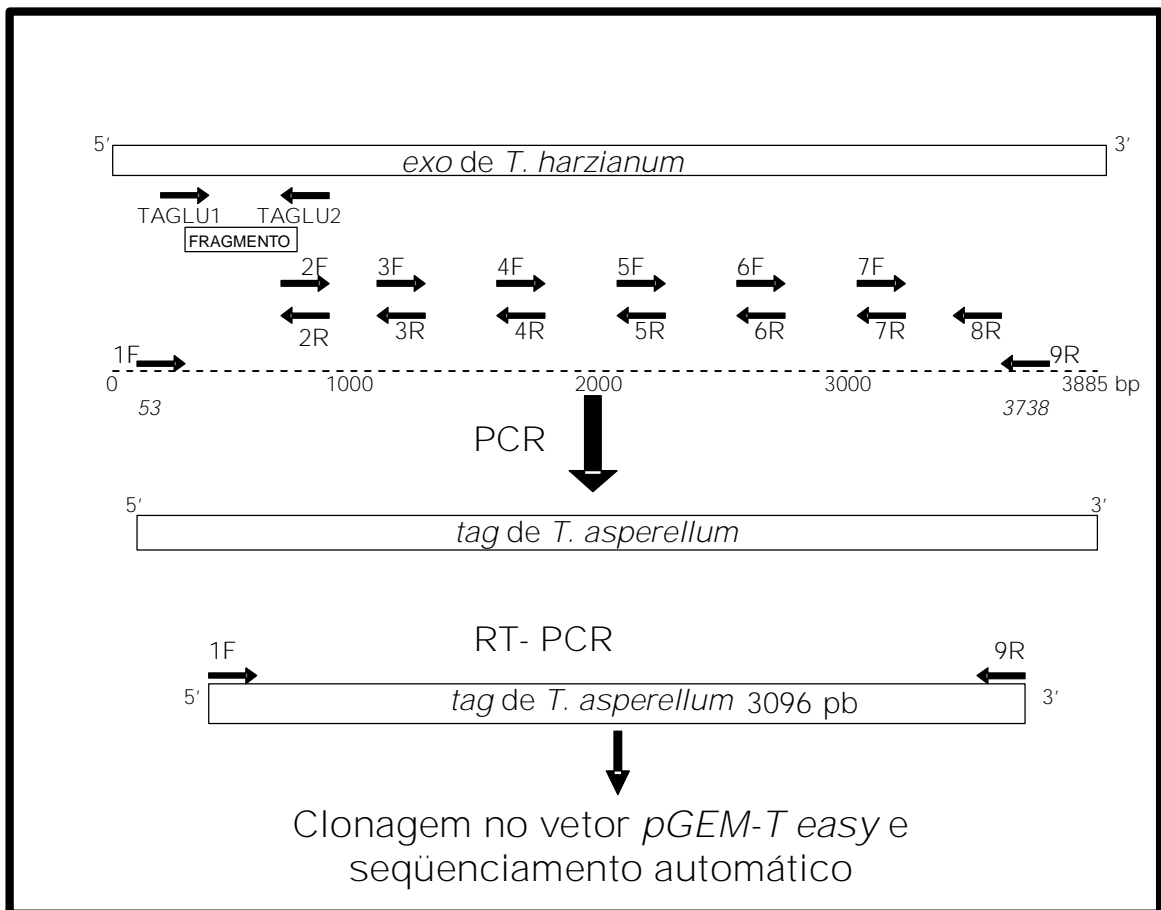 5' 3'
exo de T. harzianum
TAGLU1 TAGLU2
FRAGMENTO
2F 3F 4F 5F 6F 7F
2R 3R 4R 5R 6R 7R 8R
1F 9R
0 1000 2000 3000 3885 bp
53 3738
PCR
5' 3'
tag de T. asperellum
RT- PCR
1F 9R
5' tag de T. asperellum 3096 pb 3'
Clonagem no vetor pGEM-T easy e
seqüenciamento automático